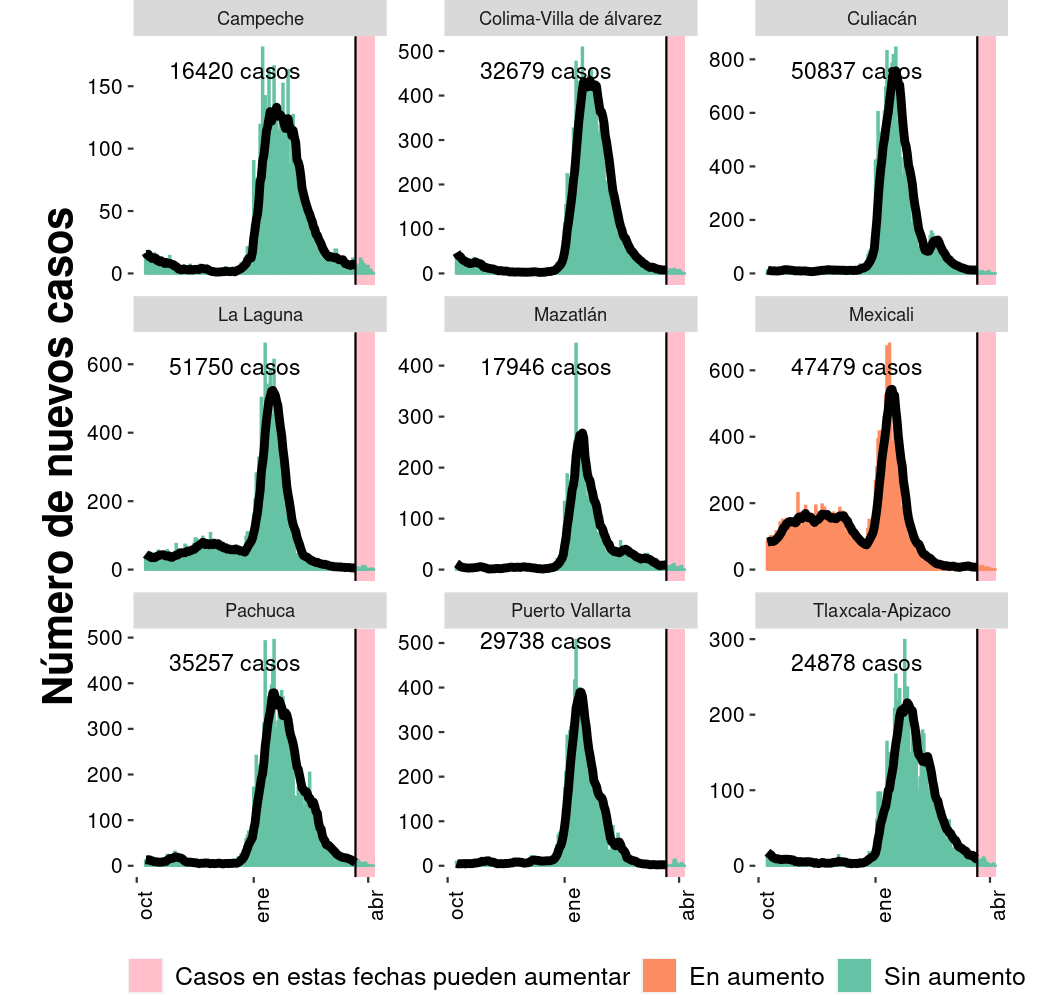 Campeche
Colima-Villa de álvarez
Culiacán
16420 casos
32679 casos
50837 casos
150
100
50
0
500
400
300
200
100
0
800
600
400
200
0
La Laguna
Mazatlán
Mexicali
51750 casos
17946 casos
47479 casos
600
400
200
0
400
300
200
100
0
600
400
200
0
Número de nuevos casos
Pachuca
Puerto Vallarta
Tlaxcala-Apizaco
35257 casos
29738 casos
24878 casos
500
400
300
200
100
0
500
400
300
200
100
0
300
200
100
0
oct
ene
abr
oct
ene
abr
oct
ene
abr
Casos en estas fechas pueden aumentar
En aumento
Sin aumento